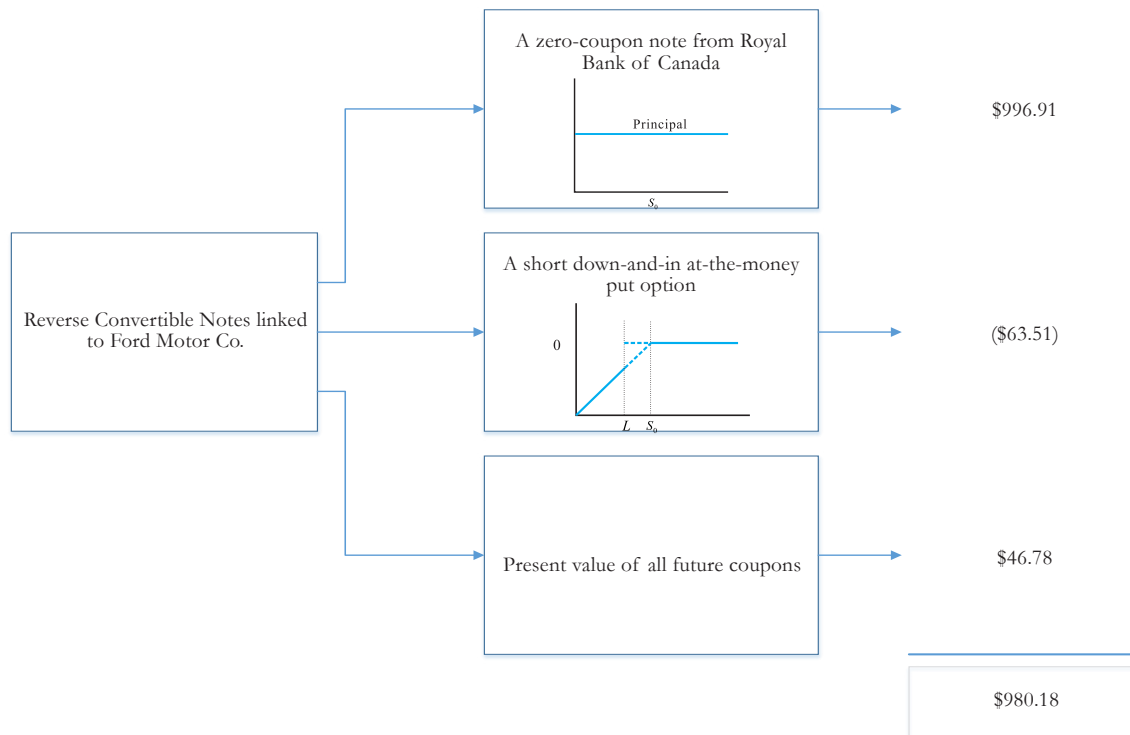 A zero-coupon note from Royal
Bank of Canada
Principal
S₀
$996.91
Reverse Convertible Notes linked
to Ford Motor Co.
A short down-and-in at-the-money
put option
0
L
S₀
($63.51)
Present value of all future coupons
$46.78
$980.18